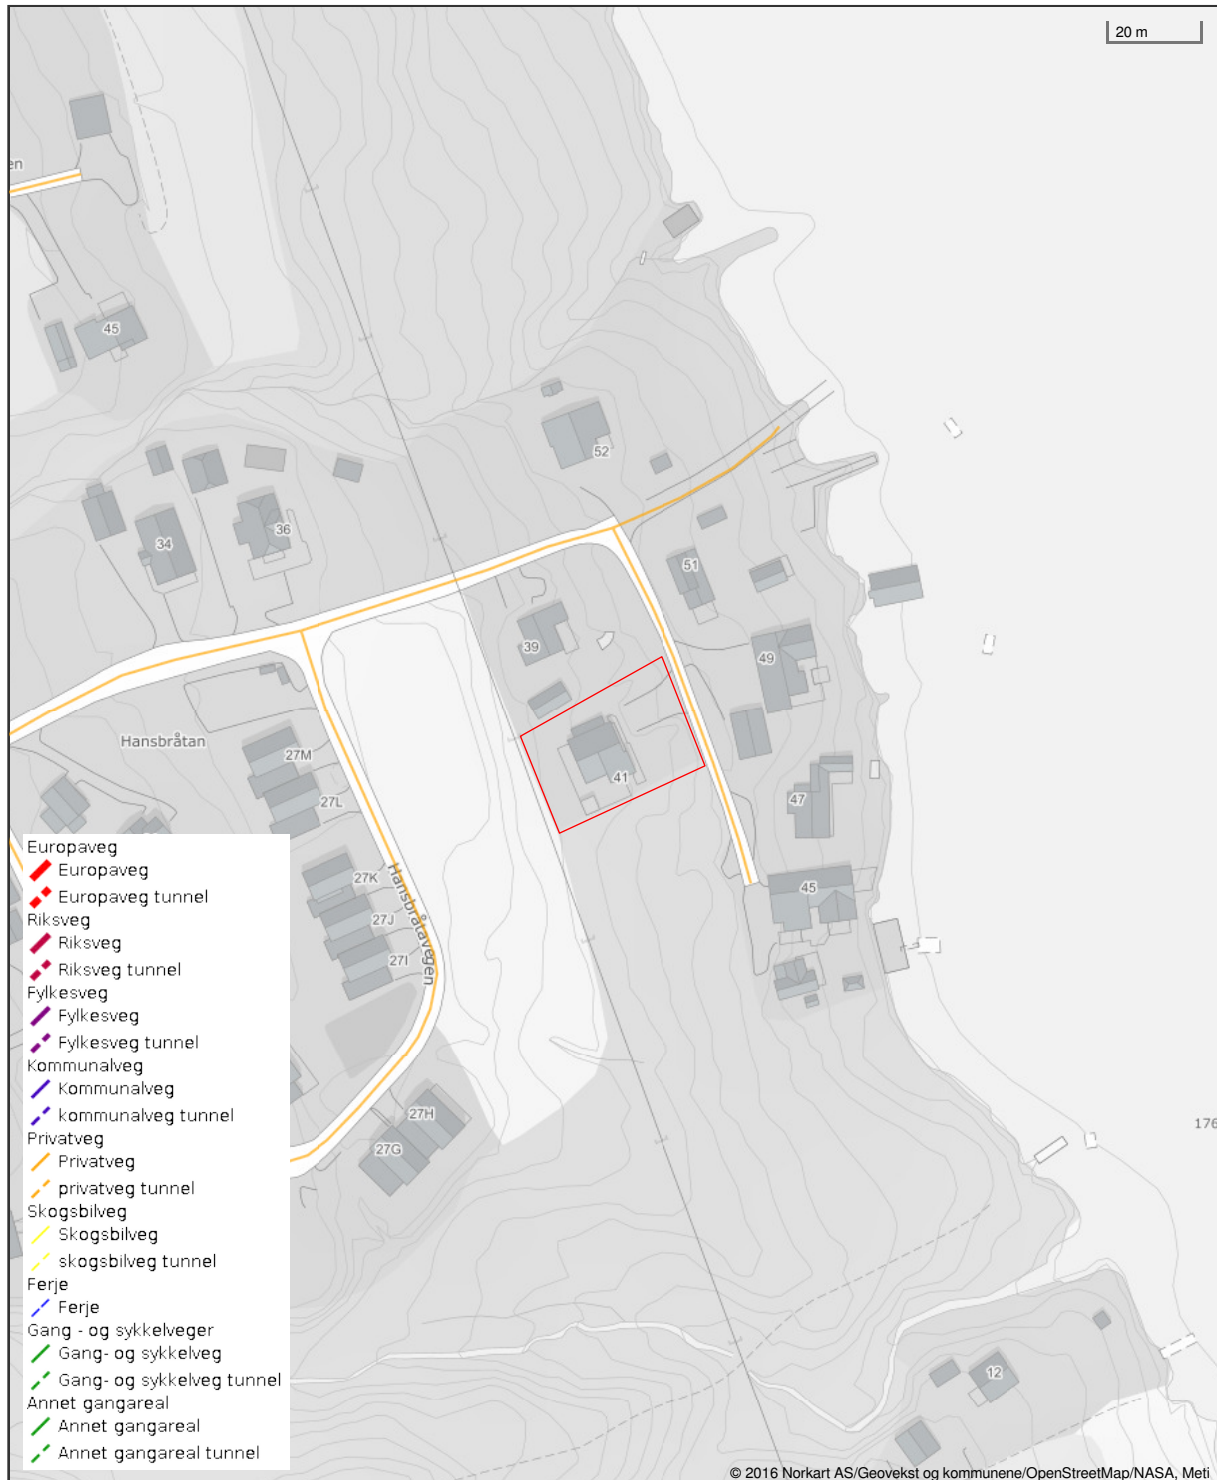 20 m
en
45
52
34
36
51
39
49
Hansbråtan
27M
41
27L
47
27K
Hansbråtavegen
45
27J
27I
27H
27G
176
12
Europaveg
Europaveg
Europaveg tunnel
Riksveg
Riksveg
Riksveg tunnel
Fylkesveg
Fylkesveg
Fylkesveg tunnel
Kommunalveg
Kommunalveg
kommunalveg tunnel
Privatveg
Privatveg
privatveg tunnel
Skogsbilveg
Skogsbilveg
skogsbilveg tunnel
Ferje
Ferje
Gang - og sykkelveger
Gang- og sykkelveg
Gang- og sykkelveg tunnel
Annet gangareal
Annet gangareal
Annet gangareal tunnel
© 2016 Norkart AS/Geovekst og kommunene/OpenStreetMap/NASA, Meti